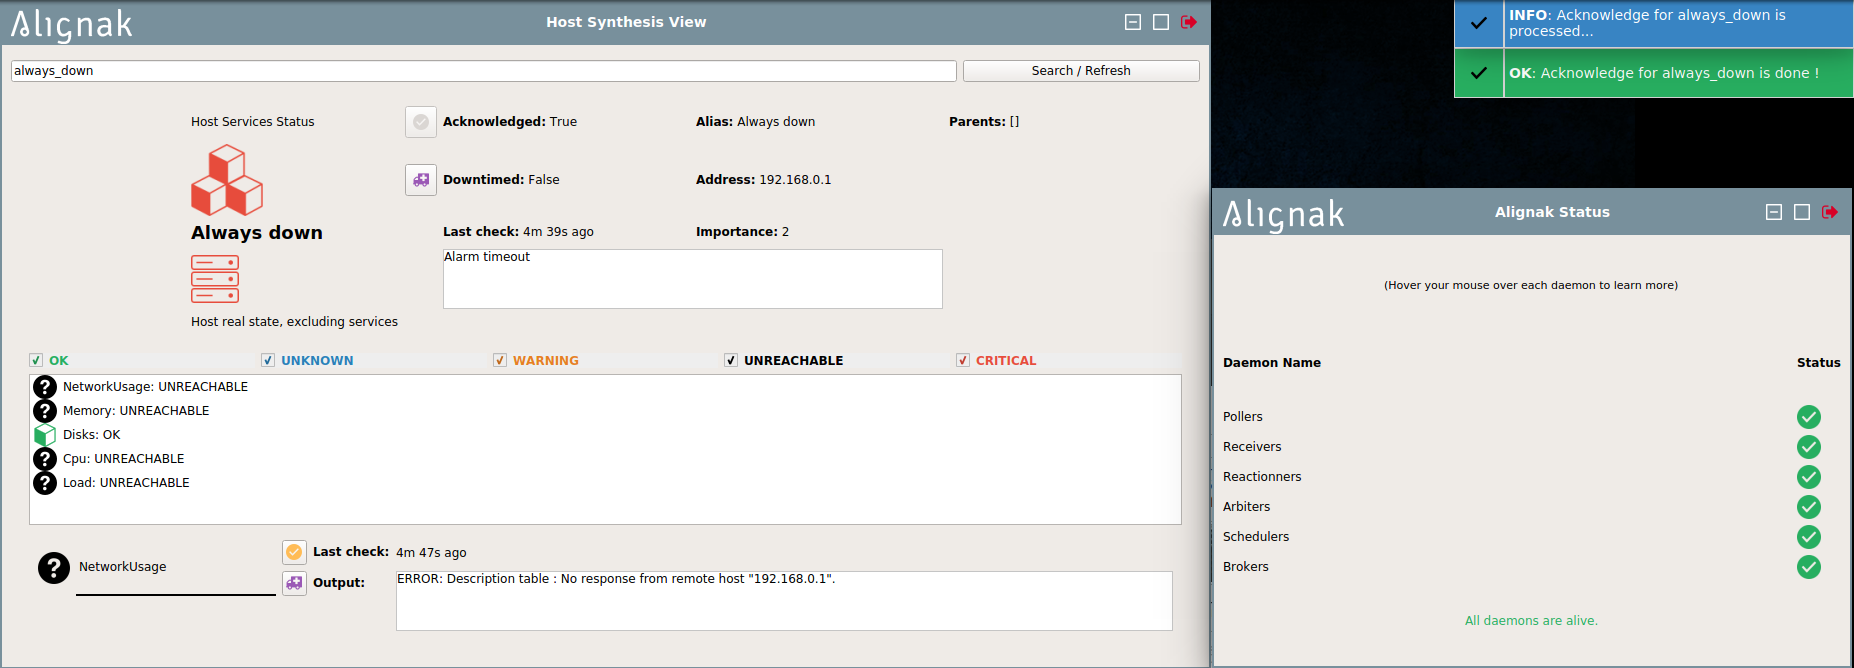 Alignak
Host Synthesis View
always_down
Search / Refresh
Host Services Status
Acknowledged: True
Alias: Always down
Parents: []
Downtimed: False
Address: 192.168.0.1
Always down
Last check: 4m 39s ago
Importance: 2
Alarm timeout
Host real state, excluding services
OK
UNKNOWN
WARNING
UNREACHABLE
CRITICAL
NetworkUsage: UNREACHABLE
Memory: UNREACHABLE
Disks: OK
Cpu: UNREACHABLE
Load: UNREACHABLE
NetworkUsage
Last check: 4m 47s ago
Output:
ERROR: Description table : No response from remote host "192.168.0.1".
INFO: Acknowledge for always_down is
processed...
OK: Acknowledge for always_down is done !
Alignak
Alignak Status
(Hover your mouse over each daemon to learn more)
Daemon Name
Status
Pollers
Receivers
Reactionners
Arbiters
Schedulers
Brokers
All daemons are alive.